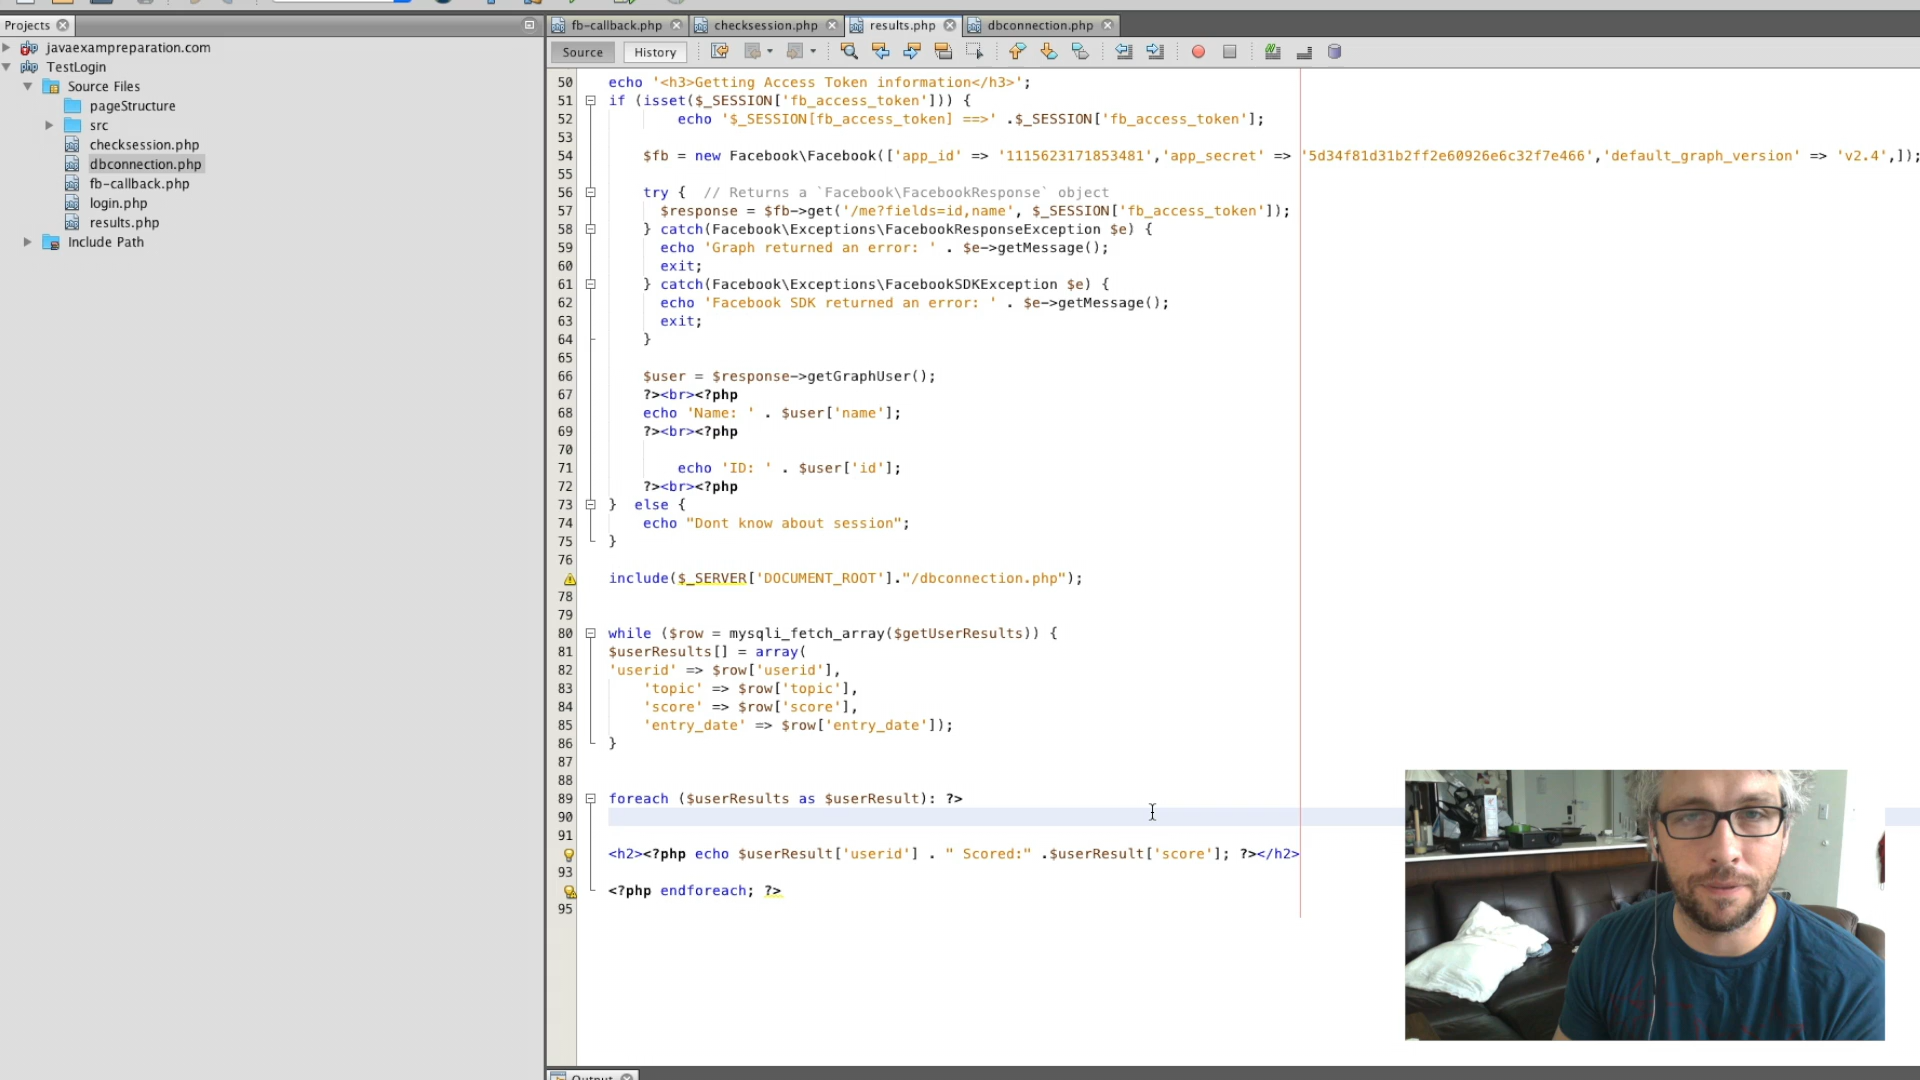 Projects
javaexampreparation.com
TestLogin
Source Files
pageStructure
src
checksession.php
dbconnection.php
fb-callback.php
login.php
results.php
Include Path
fb-callback.php checksession.php results.php dbconnection.php
Source History
50 echo '<h3>Getting Access Token information</h3>';
51 if (isset($_SESSION['fb_access_token'])) {
52 echo '$_SESSION[fb_access_token] ==>' .$_SESSION['fb_access_token'];
53
54 $fb = new Facebook\Facebook(['app_id' => '1115623171853481','app_secret' => '5d34f81d31b2ff2e60926e6c32f7e466','default_graph_version' => 'v2.4',]);
55
56 try { // Returns a `Facebook\FacebookResponse` object
57 $response = $fb->get('/me?fields=id,name', $_SESSION['fb_access_token']);
58 } catch(Facebook\Exceptions\FacebookResponseException $e) {
59 echo 'Graph returned an error: ' . $e->getMessage();
60 exit;
61 } catch(Facebook\Exceptions\FacebookSDKException $e) {
62 echo 'Facebook SDK returned an error: ' . $e->getMessage();
63 exit;
64 }
65
66 $user = $response->getGraphUser();
67 ?><br><?php
68 echo 'Name: ' . $user['name'];
69 ?><br><?php
70
71 echo 'ID: ' . $user['id'];
72 ?><br><?php
73 } else {
74 echo "Dont know about session";
75 }
76
include($_SERVER['DOCUMENT_ROOT']."/dbconnection.php");
78
79
80 while ($row = mysqli_fetch_array($getUserResults)) {
81 $userResults[] = array(
82 'userid' => $row['userid'],
83 'topic' => $row['topic'],
84 'score' => $row['score'],
85 'entry_date' => $row['entry_date']);
86 }
87
88
89 foreach ($userResults as $userResult): ?>
90
91
<h2><?php echo $userResult['userid'] . " Scored:" .$userResult['score']; ?></h2>
93
<?php endforeach; ?>
95
Output